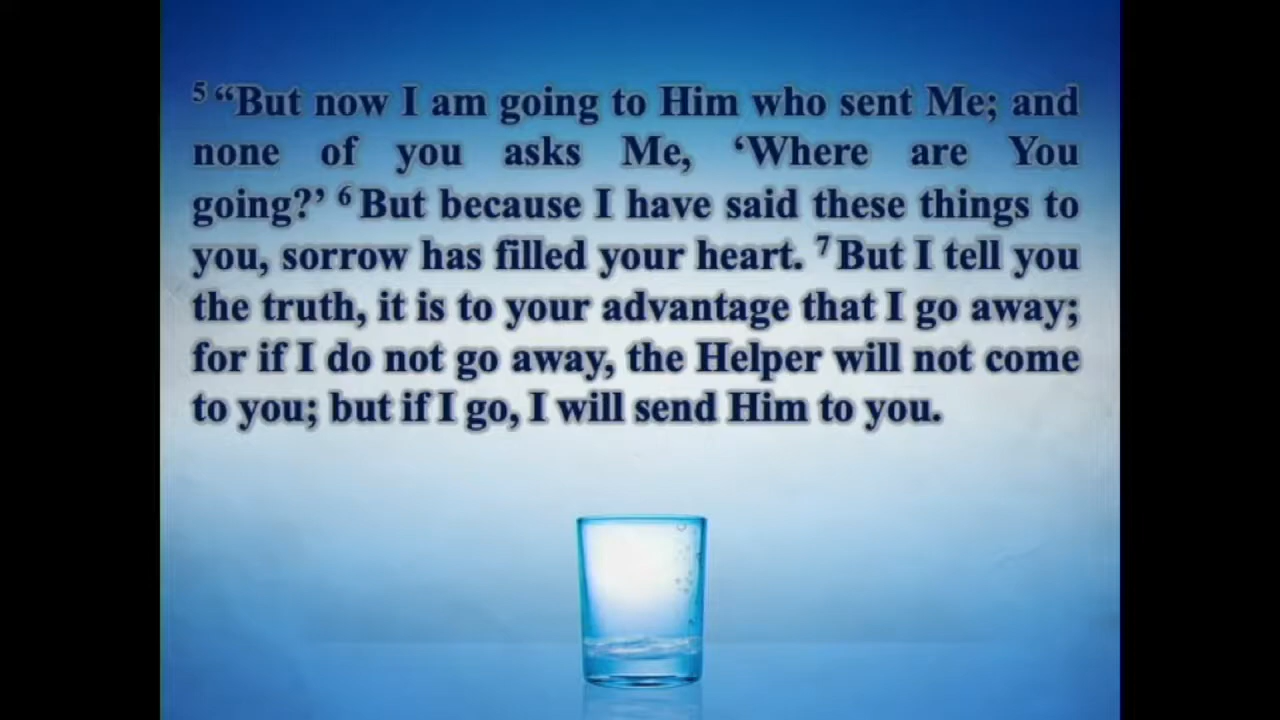 5 “But now I am going to Him who sent Me; and
none of you asks Me, ‘Where are You
going?’ 6 But because I have said these things to
you, sorrow has filled your heart. 7 But I tell you
the truth, it is to your advantage that I go away;
for if I do not go away, the Helper will not come
to you; but if I go, I will send Him to you.